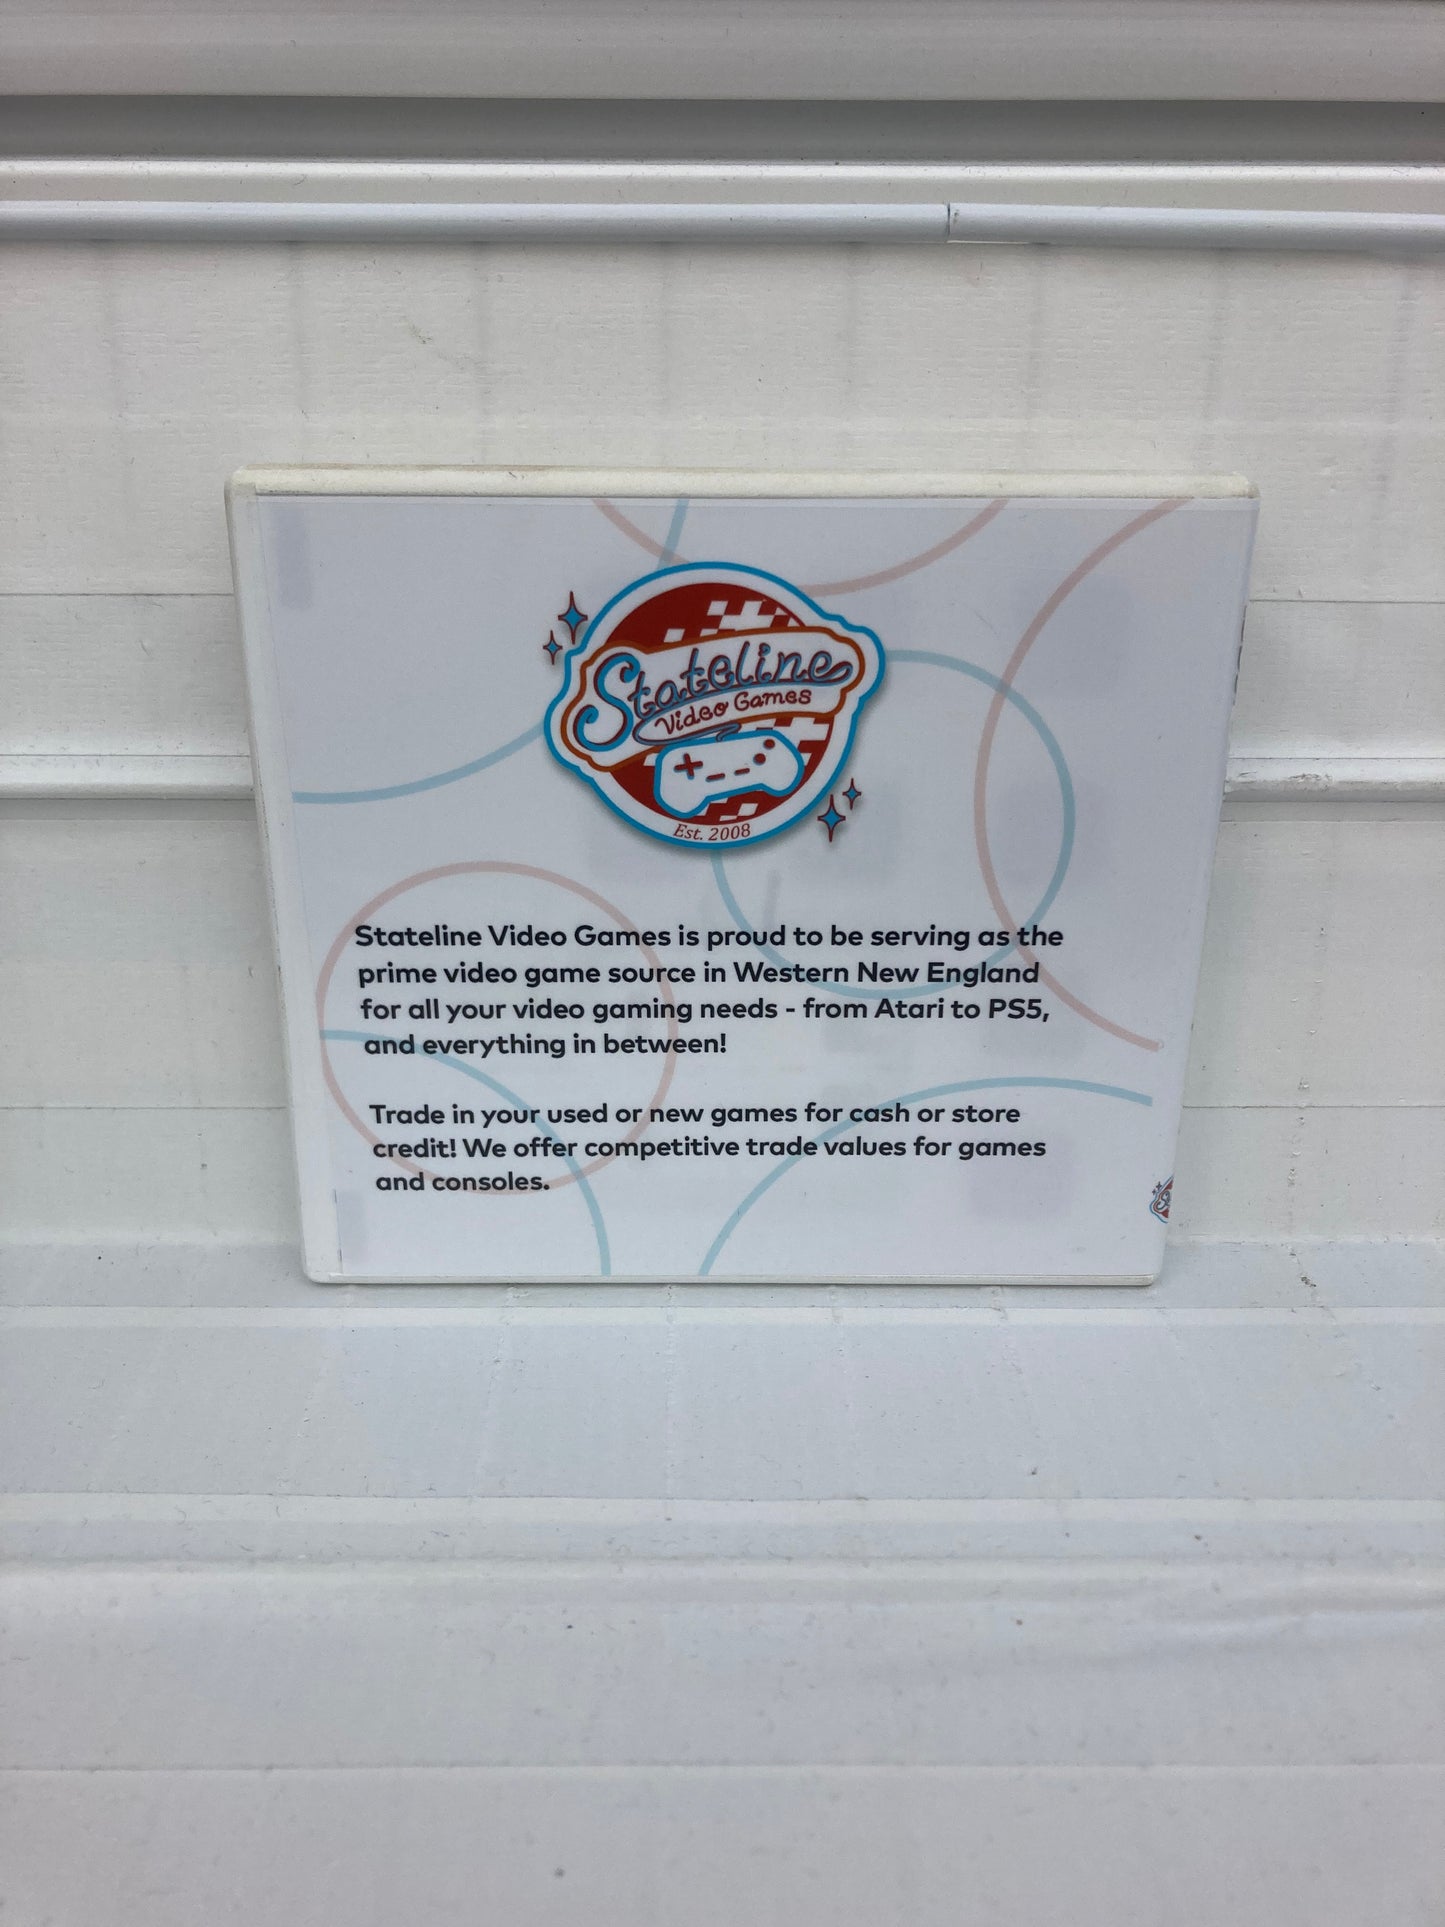 Stateline
Video Games
Est. 2008
Stateline Video Games is proud to be serving as the
prime video game source in Western New England
for all your video gaming needs - from Atari to PS5,
and everything in between!
Trade in your used or new games for cash or store
credit! We offer competitive trade values for games
and consoles.